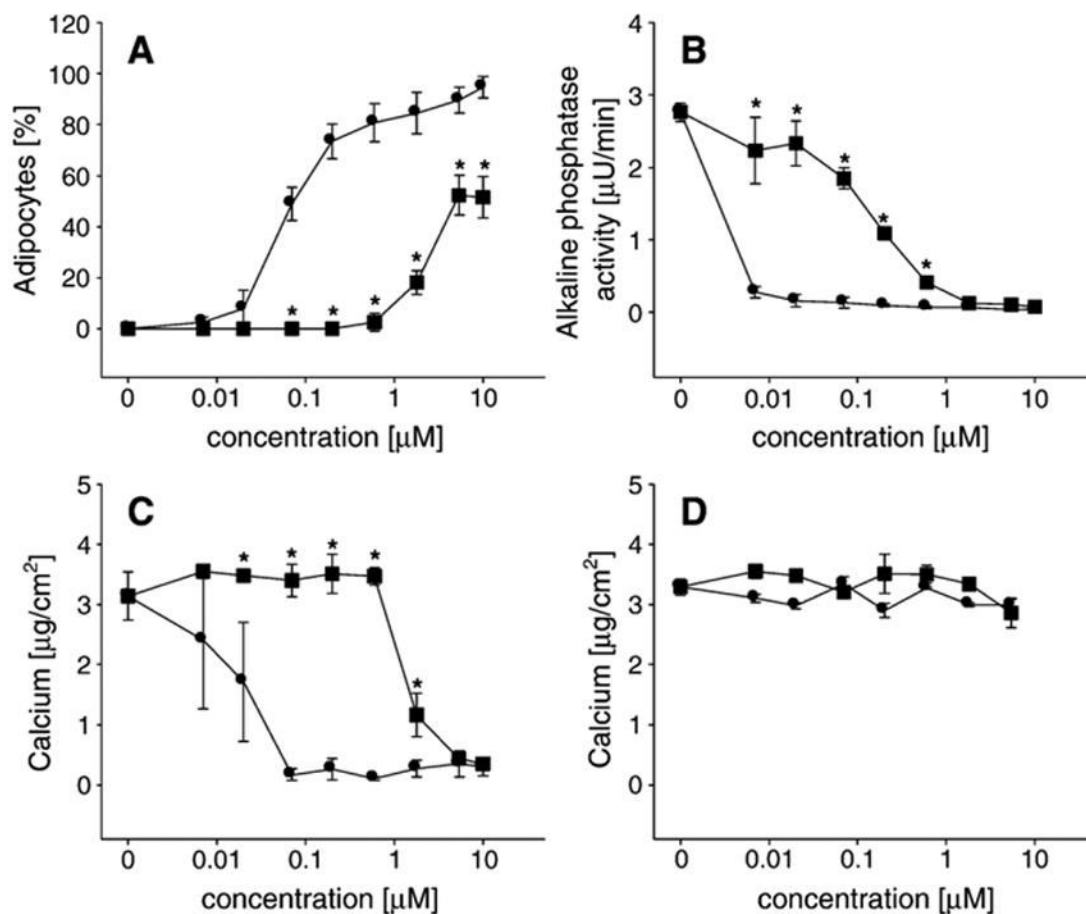 A
Adipocytes [%]
120
100
80
60
40
20
0
* * * * * *
0 0.01 0.1 1 10
concentration [μM]
B
Alkaline phosphatase
activity [μU/min]
4
3
2
1
0
* * * * *
0 0.01 0.1 1 10
concentration [μM]
C
Calcium [μg/cm²]
5
4
3
2
1
0
* * * * *
0 0.01 0.1 1 10
concentration [μM]
D
Calcium [μg/cm²]
5
4
3
2
1
0
0 0.01 0.1 1 10
concentration [μM]